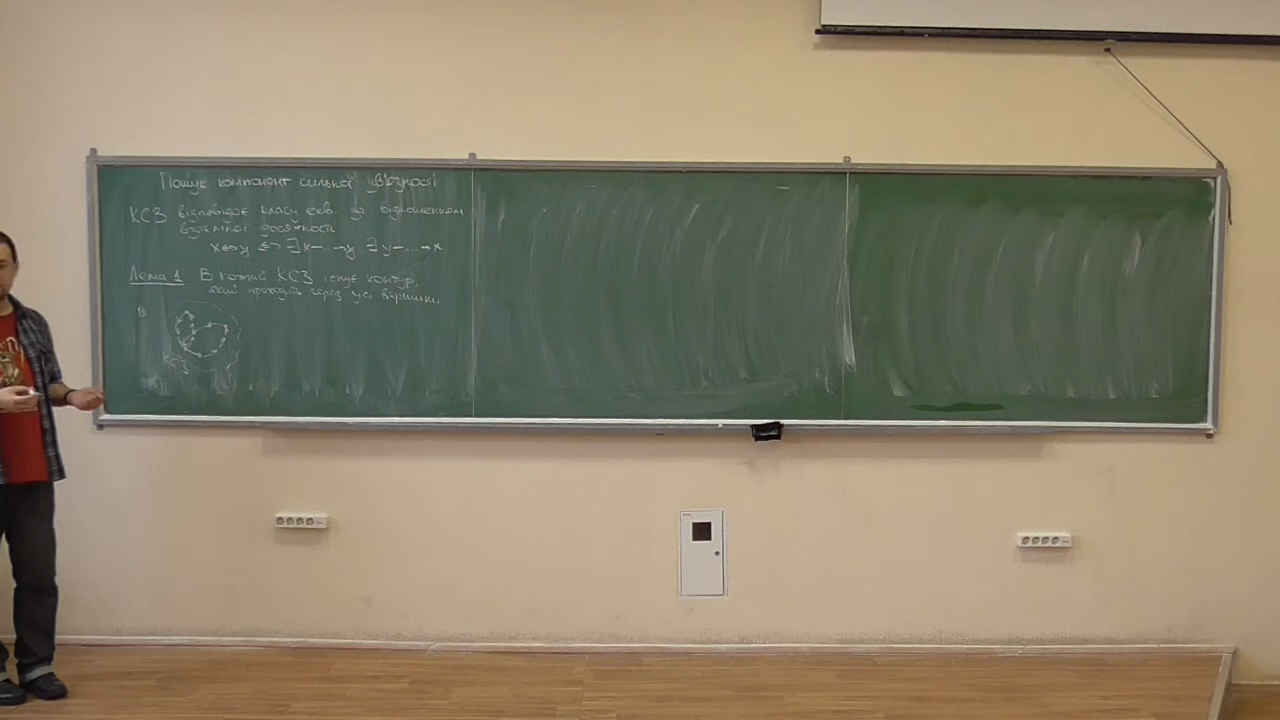 Пошук компонент сильної зв'язності
КСЗ відповідає класу екв. за відношенням
взаємної досяжності
x↔y ⇔ ∃ x–...→y, ∃ y–...→x
Лема 1 В кожній КСЗ існує контур,
який проходить через усі вершини